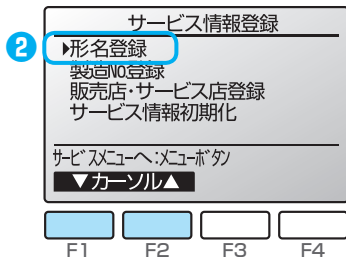 サービス情報登録
2 ▶形名登録
製造No登録
販売店・サービス店登録
サービス情報初期化
ｻｰﾋﾞｽﾒﾆｭｰへ:ﾒﾆｭｰﾎﾞﾀﾝ
▼カーソル▲
F1 F2 F3 F4